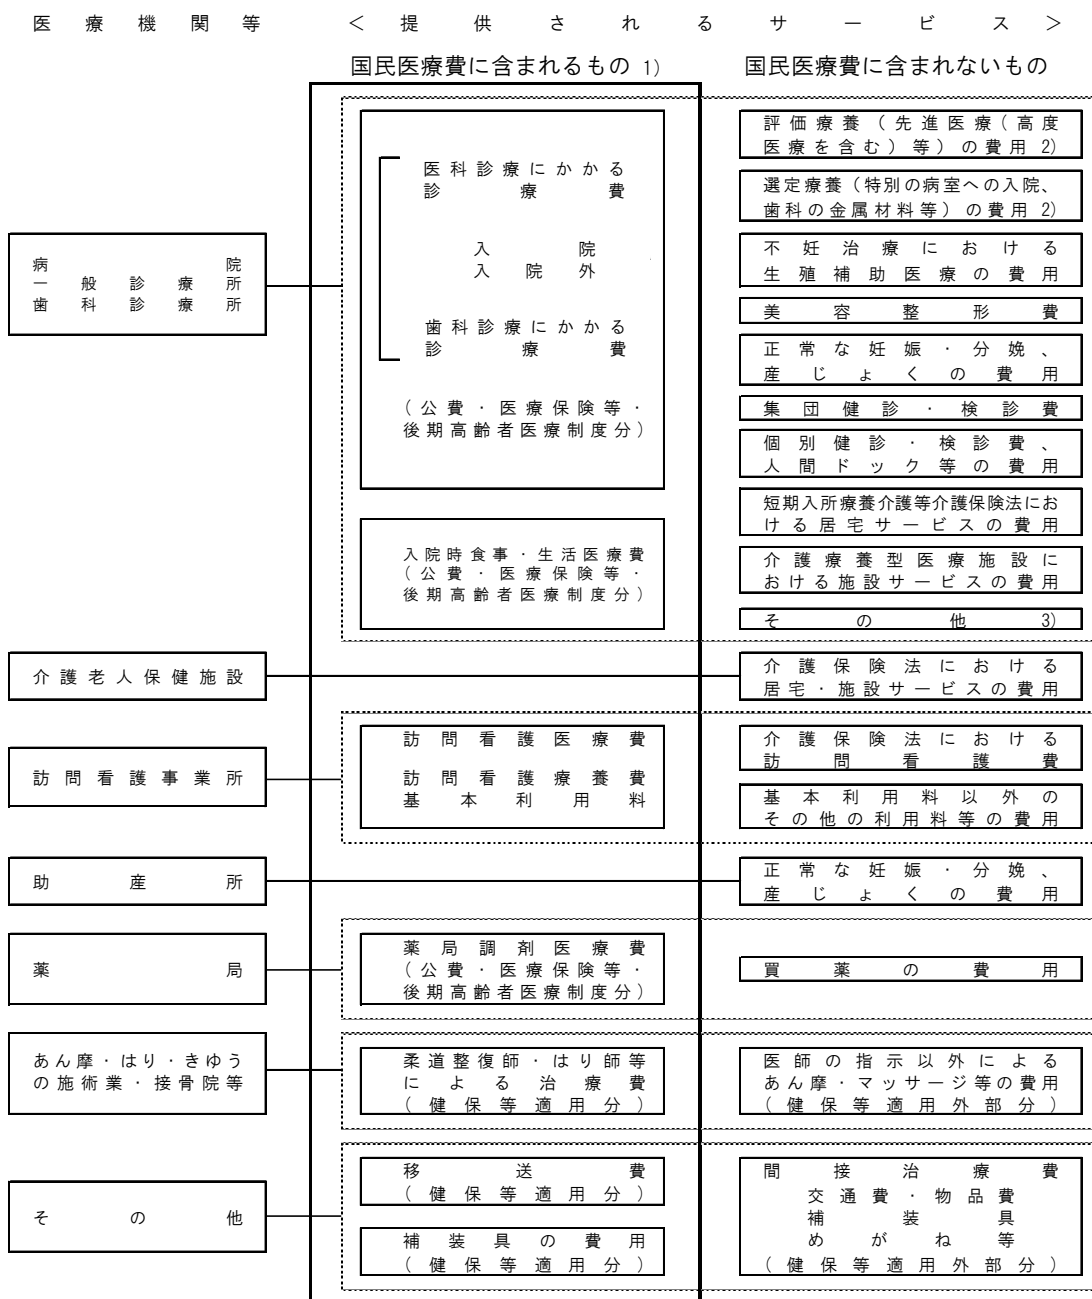 医療機関等 ＜提供されるサービス＞
国民医療費に含まれるもの 1) 国民医療費に含まれないもの
病院
一般診療所
歯科診療所
医科診療にかかる
診療費
入院
入院外
歯科診療にかかる
診療費
(公費・医療保険等・
後期高齢者医療制度分)
入院時食事・生活医療費
(公費・医療保険等・
後期高齢者医療制度分)
評価療養(先進医療(高度
医療を含む)等)の費用 2)
選定療養(特別の病室への入院、
歯科の金属材料等)の費用 2)
不妊治療における
生殖補助医療の費用
美容整形費
正常な妊娠・分娩、
産じょくの費用
集団健診・検診費
個別健診・検診費、
人間ドック等の費用
短期入所療養介護等介護保険法にお
ける居宅サービスの費用
介護療養型医療施設に
おける施設サービスの費用
その他 3)
介護老人保健施設
介護保険法における
居宅・施設サービスの費用
訪問看護事業所
訪問看護医療費
訪問看護療養費
基本利用料
介護保険法における
訪問看護費
基本利用料以外の
その他の利用料等の費用
助産所
正常な妊娠・分娩、
産じょくの費用
薬局
薬局調剤医療費
(公費・医療保険等・
後期高齢者医療制度分)
買薬の費用
あん摩・はり・きゆう
の施術業・接骨院等
柔道整復師・はり師等
による治療費
(健保等適用分)
医師の指示以外による
あん摩・マッサージ等の費用
(健保等適用外部分)
その他
移送費
(健保等適用分)
補装具の費用
(健保等適用分)
間接治療費
交通費・物品費
補装具
めがね等
(健保等適用外部分)